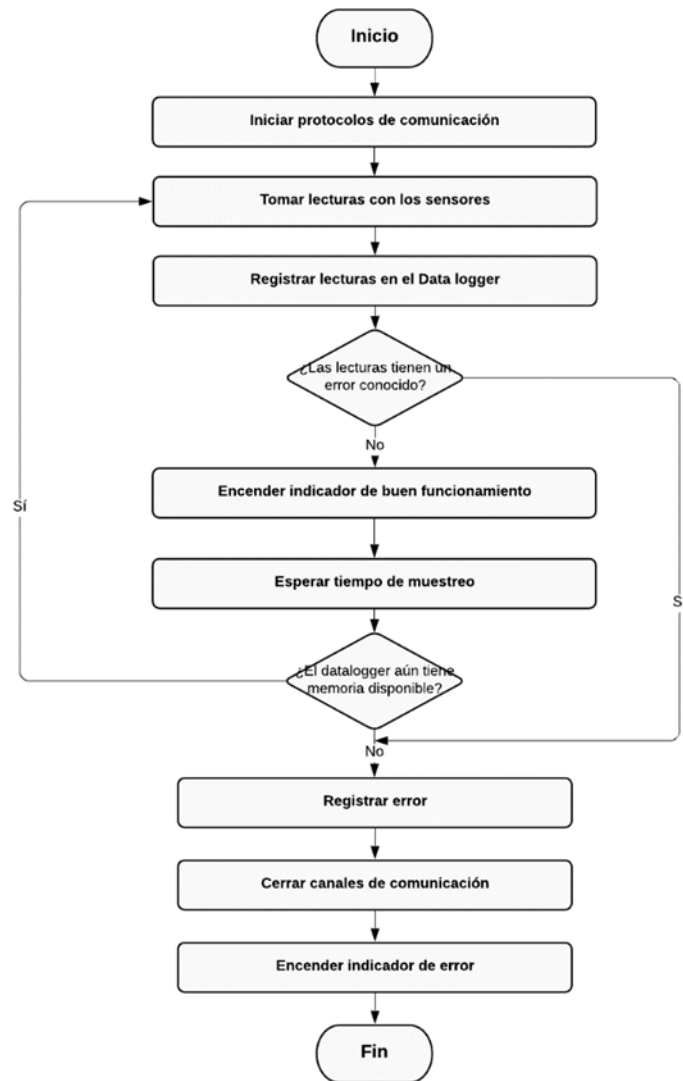 Inicio
Iniciar protocolos de comunicación
Tomar lecturas con los sensores
Registrar lecturas en el Data logger
¿Las lecturas tienen un
error conocido?
No
Encender indicador de buen funcionamiento
Sí
Esperar tiempo de muestreo
S
¿El datalogger aún tiene
memoria disponible?
No
Registrar error
Cerrar canales de comunicación
Encender indicador de error
Fin